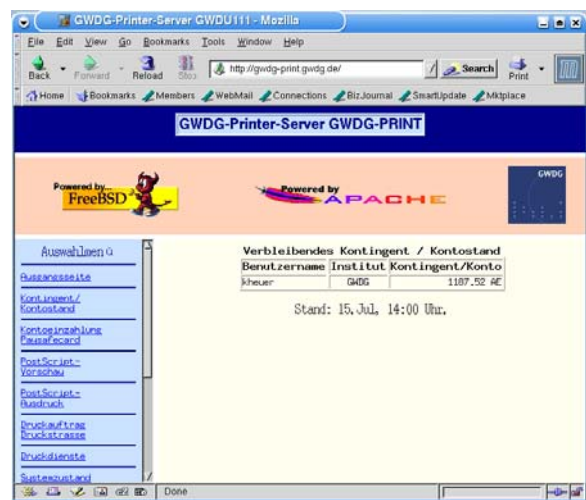 GWDG-Printer-Server GWDU111 - Mozilla
File Edit View Go Bookmarks Tools Window Help
Back Forward Reload Stop http://gwdg-print.gwdg.de/ Search Print
Home Bookmarks Members WebMail Connections BizJournal SmartUpdate Mktplace
GWDG-Printer-Server GWDG-PRINT
Powered by... FreeBSD
Powered by APACHE
GWDG
Auswahlmen
Ausgangsseite
Kontingent/
Kontostand
Kontoeinzahlung
Pausafecard
PostScript-
Vorschau
PostScript-
Ausdruck
Druckauftrag
Druckstrasse
Druckdienste
Systemzustand
Verbleibendes Kontingent / Kontostand
Benutzername Institut Kontingent/Konto
kheuer GWDG 1187.52 AE
Stand: 15.Jul, 14:00 Uhr.
Done